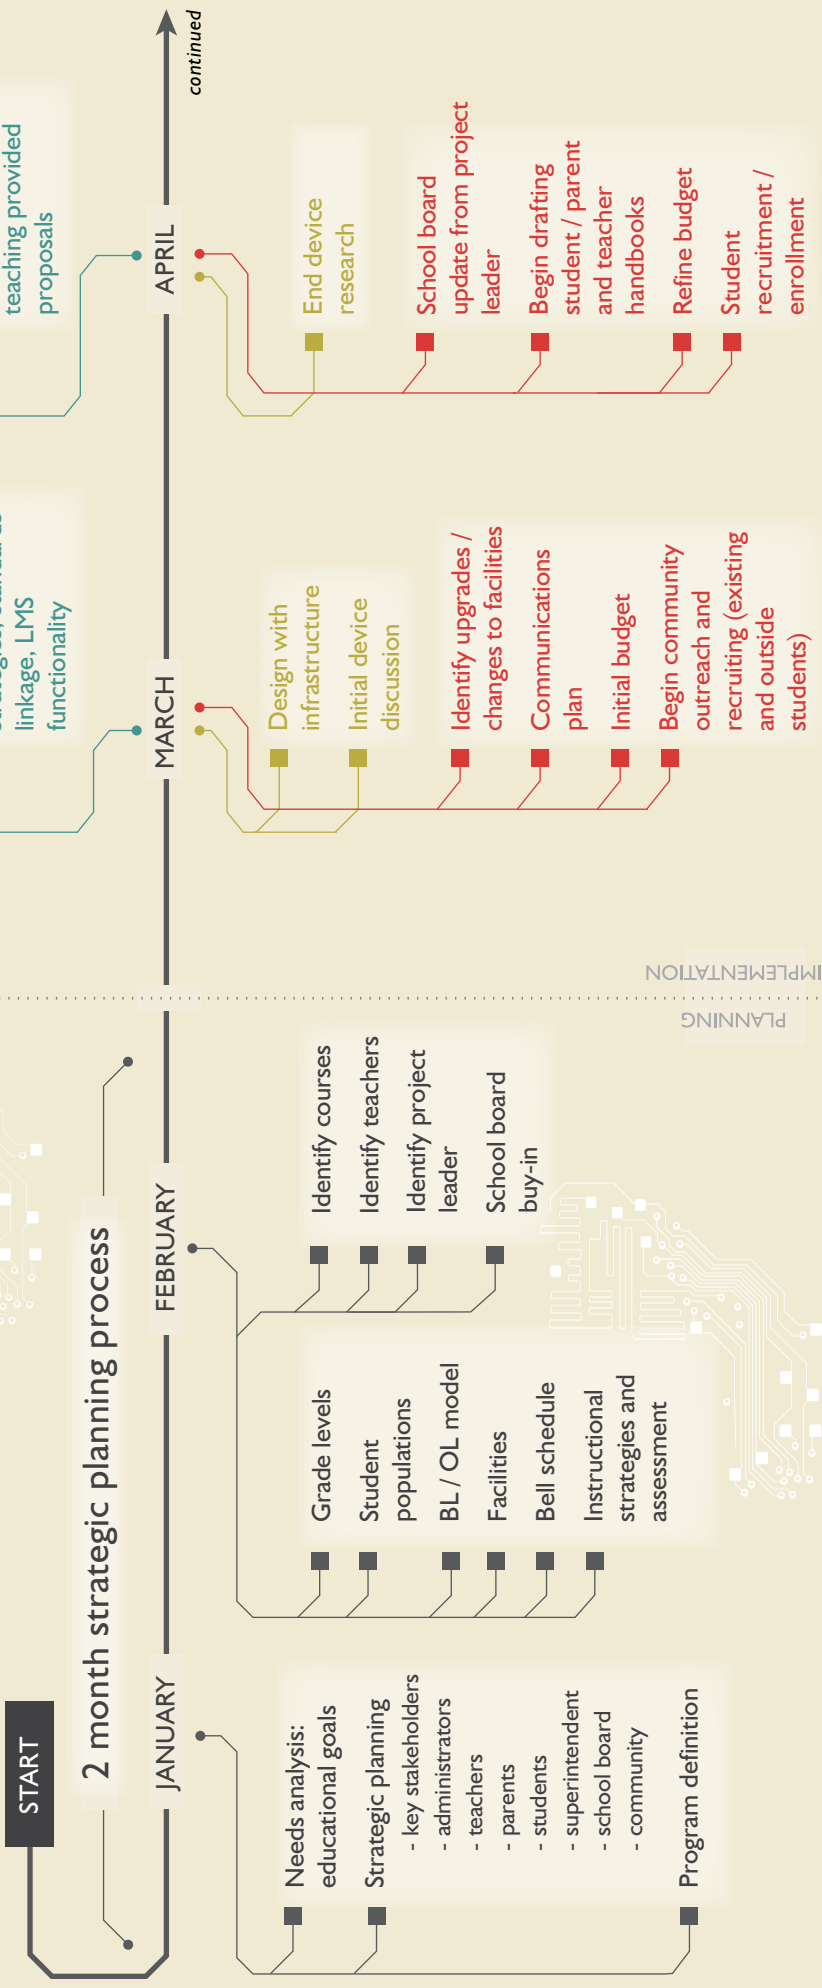 START
2 month strategic planning process
JANUARY
Needs analysis:
educational goals
Strategic planning
- key stakeholders
- administrators
- teachers
- parents
- students
- superintendent
- school board
- community
Program definition
FEBRUARY
Grade levels
Student
populations
BL / OL model
Facilities
Bell schedule
Instructional
strategies and
assessment
Identify courses
Identify teachers
Identify project
leader
School board
buy-in
PLANNING
IMPLEMENTATION
linkage, LMS
functionality
MARCH
Design with
infrastructure
Initial device
discussion
Identify upgrades /
changes to facilities
Communications
plan
Initial budget
Begin community
outreach and
recruiting (existing
and outside
students)
teaching provided
proposals
APRIL
End device
research
School board
update from project
leader
Begin drafting
student / parent
and teacher
handbooks
Refine budget
Student
recruitment /
enrollment
continued